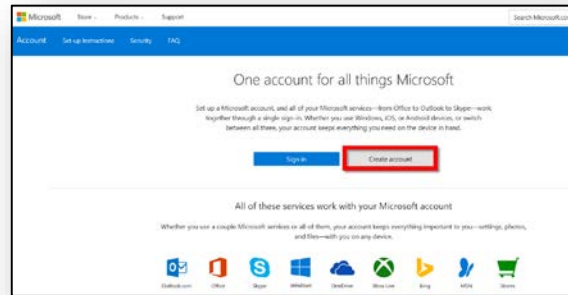 Microsoft Store Products Support Search Microsoft.com
Account Set up instructions Security FAQ
One account for all things Microsoft
Set up a Microsoft account, and all of your Microsoft services—from Office to Outlook to Skype—work
together through a single sign-in. Whether you use Windows, iOS, or Android devices, or switch
between all three, your account keeps everything you need on the device in hand.
Sign in Create account
All of these services work with your Microsoft account
Whether you use a couple Microsoft services or all of them, your account keeps everything important to you—settings, photos,
and files—with you on any device.
Outlook.com Office Skype Windows OneDrive Xbox Live Bing MSN Stores